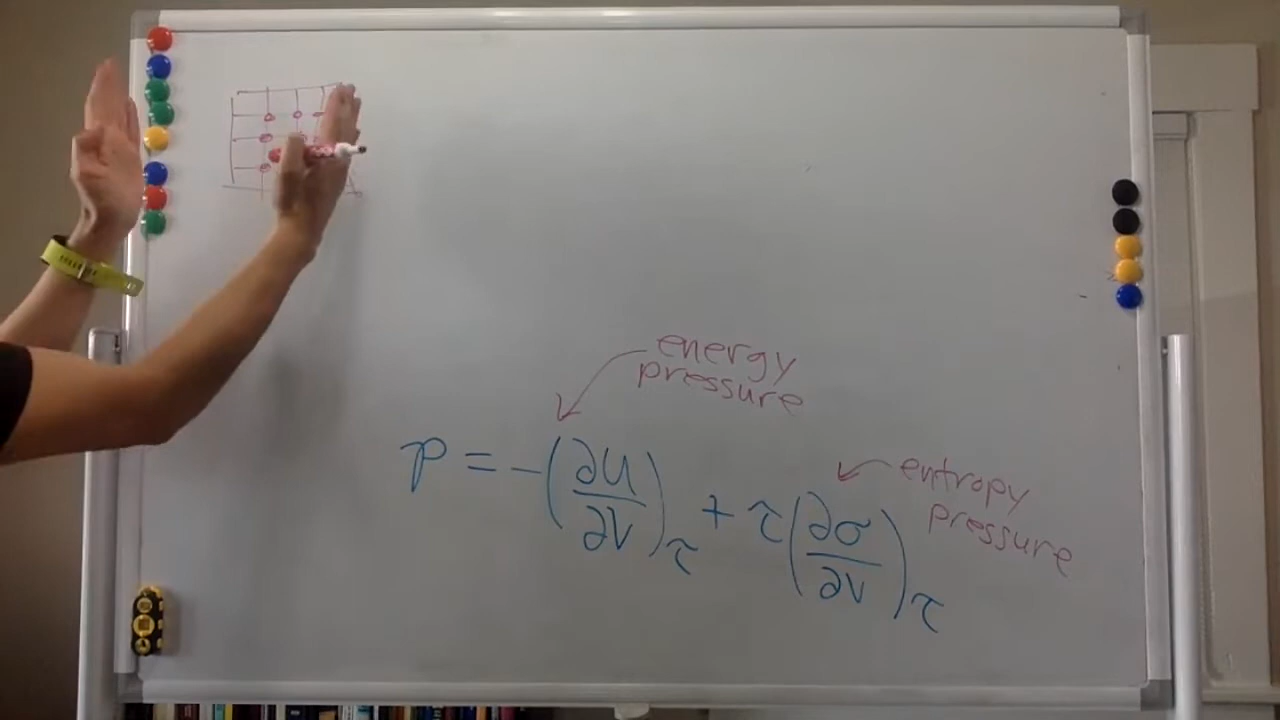 energy
pressure
p = -(∂U/∂V)_τ + τ(∂σ/∂V)_τ
entropy
pressure